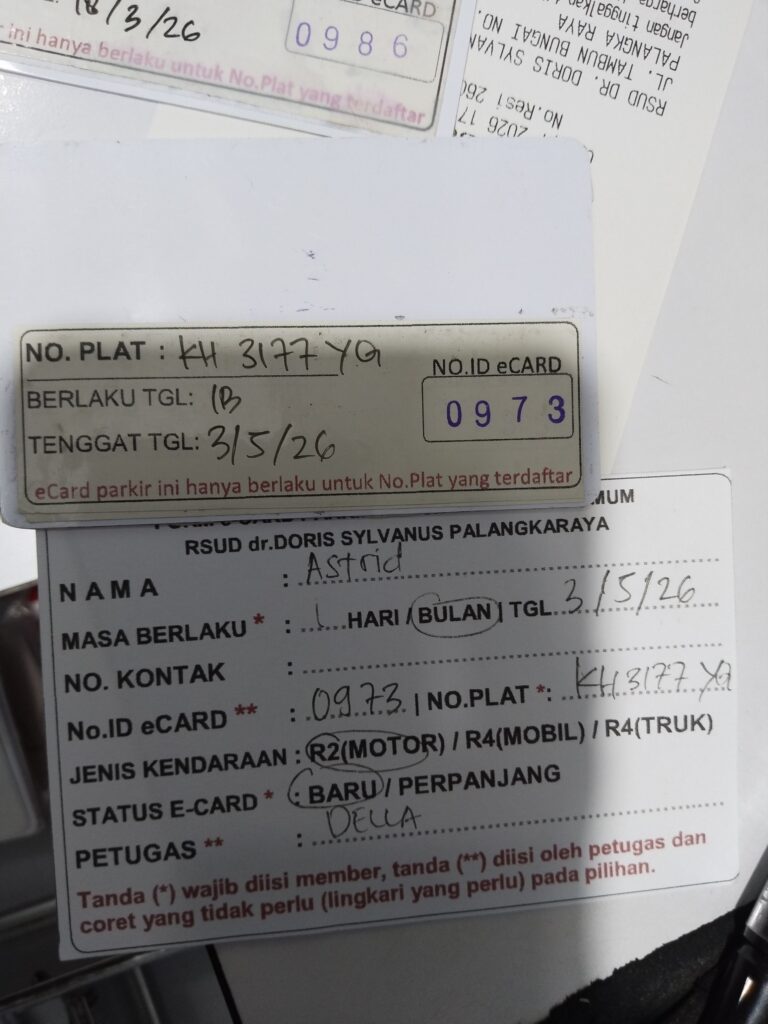 18/3/26
eCARD
0986
ini hanya berlaku untuk No.Plat yang terdaftar
berharga
Jangan tinggalkan
PALANGKA RAYA
JL. TAMBUN BUNGAI NO.
RSUD DR. DORIS SYLVAN
No.Resi 260
2026 17
NO. PLAT : KH 3177 YG
BERLAKU TGL: 1B
TENGGAT TGL: 3/5/26
NO.ID eCARD
0973
eCard parkir ini hanya berlaku untuk No.Plat yang terdaftar
UMUM
RSUD dr.DORIS SYLVANUS PALANGKARAYA
NAMA : Astrid
MASA BERLAKU * : 1 HARI / BULAN | TGL 3/5/26
NO. KONTAK :
No.ID eCARD ** : 0973 | NO.PLAT *: KH 3177 YG
JENIS KENDARAAN : R2(MOTOR) / R4(MOBIL) / R4(TRUK)
STATUS E-CARD * : BARU / PERPANJANG
PETUGAS ** : DELLA
Tanda (*) wajib diisi member, tanda (**) diisi oleh petugas dan
coret yang tidak perlu (lingkari yang perlu) pada pilihan.